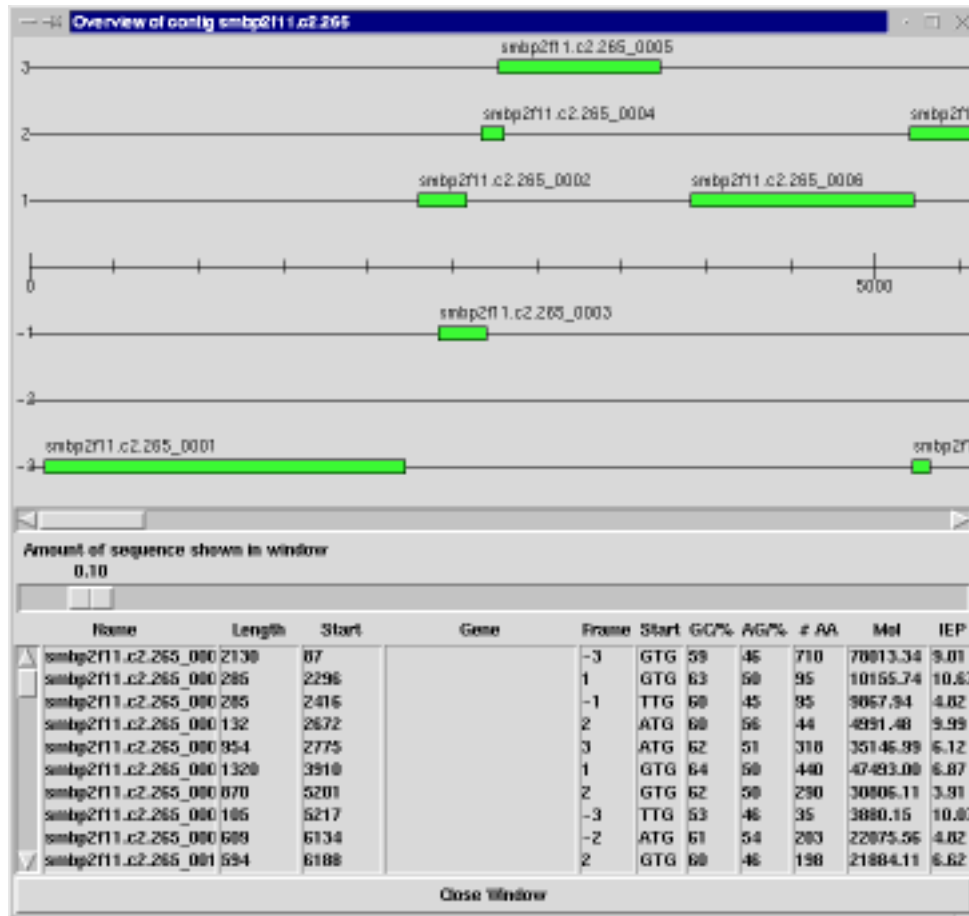 Overview of contig smbp2f11.c2.265
smbp2f11.c2.265_0005
3
smbp2f11.c2.265_0004
smbp2f1
2
smbp2f11.c2.265_0002
smbp2f11.c2.265_0006
1
0
5000
smbp2f11.c2.265_0003
-1
-2
smbp2f11.c2.265_0001
smbp2f1
-3
Amount of sequence shown in window
0.10
Name Length Start Gene Frame Start GC/% AG/% # AA Mol IEP
smbp2f11.c2.265_000 2130 87 -3 GTG 59 46 710 78013.34 9.01
smbp2f11.c2.265_000 285 2296 1 GTG 63 50 95 10155.74 10.6
smbp2f11.c2.265_000 285 2416 -1 TTG 60 45 95 9867.94 4.82
smbp2f11.c2.265_000 132 2672 2 ATG 60 56 44 4991.48 9.99
smbp2f11.c2.265_000 954 2775 3 ATG 62 51 318 35146.99 6.12
smbp2f11.c2.265_000 1320 3910 1 GTG 64 50 440 47493.00 6.87
smbp2f11.c2.265_000 870 5201 2 GTG 62 50 290 30806.11 3.91
smbp2f11.c2.265_000 105 5217 -3 TTG 53 46 35 3880.15 10.0
smbp2f11.c2.265_000 609 6134 -2 ATG 61 54 203 22075.56 4.82
smbp2f11.c2.265_001 594 6188 2 GTG 60 46 198 21884.11 6.62
Close Window